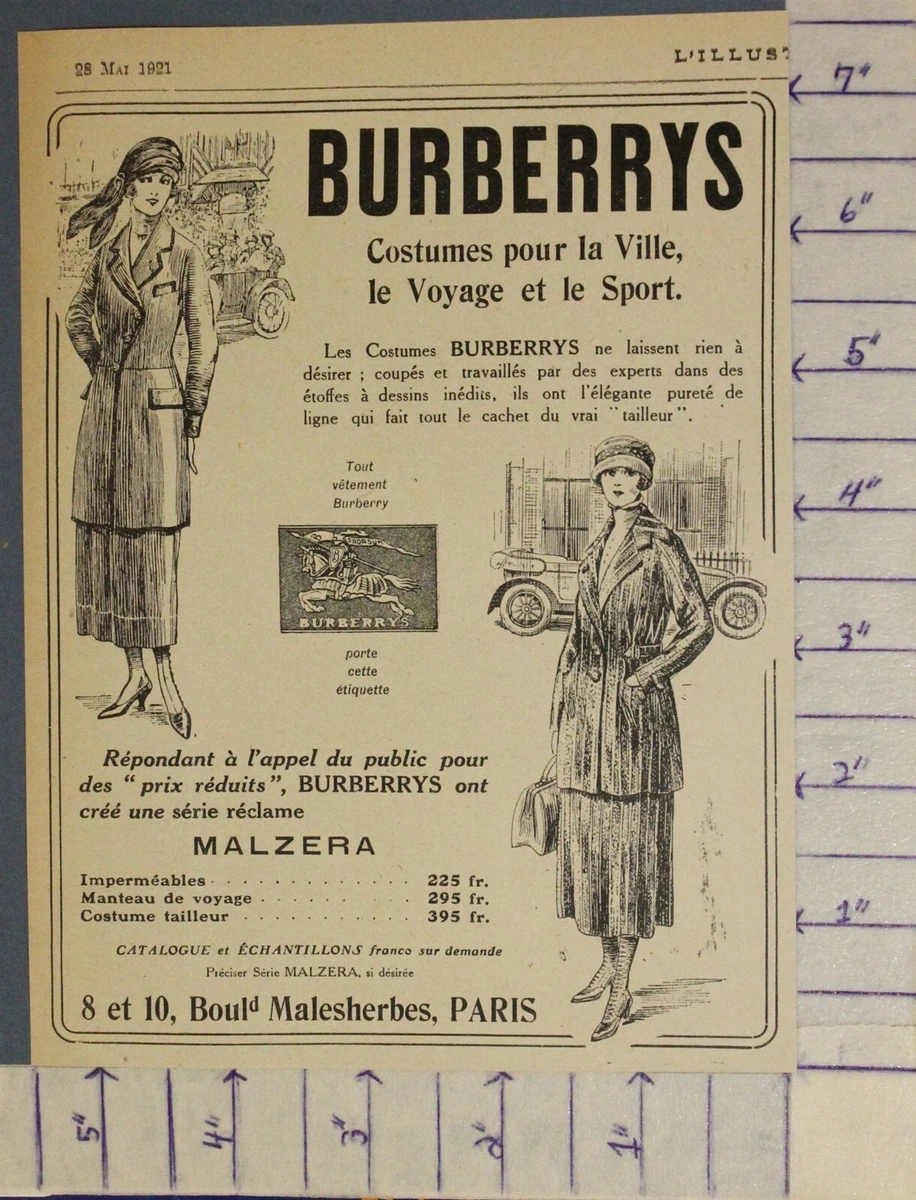 28 MAI 1921
L'ILLUST
BURBERRYS
Costumes pour la Ville,
le Voyage et le Sport.
Les Costumes BURBERRYS ne laissent rien à
désirer ; coupés et travaillés par des experts dans des
étoffes à dessins inédits, ils ont l'élégante pureté de
ligne qui fait tout le cachet du vrai "tailleur".
Tout
vêtement
Burberry
PRORSUM
BURBERRYS
porte
cette
étiquette
Répondant à l'appel du public pour
des "prix réduits", BURBERRYS ont
créé une série réclame
MALZERA
Imperméables . . . . . . . . . . . . . 225 fr.
Manteau de voyage . . . . . . . . . . 295 fr.
Costume tailleur . . . . . . . . . . . 395 fr.
CATALOGUE et ÉCHANTILLONS franco sur demande
Préciser Série MALZERA, si désirée
8 et 10, Bould Malesherbes, PARIS
7"
6"
5"
4"
3"
2"
1"
5"
4"
3"
2"
1"